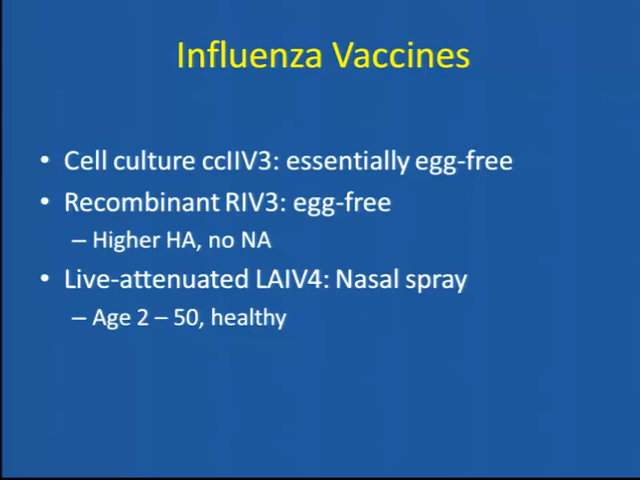 Influenza Vaccines
• Cell culture ccIIV3: essentially egg-free
• Recombinant RIV3: egg-free
– Higher HA, no NA
• Live-attenuated LAIV4: Nasal spray
– Age 2 – 50, healthy